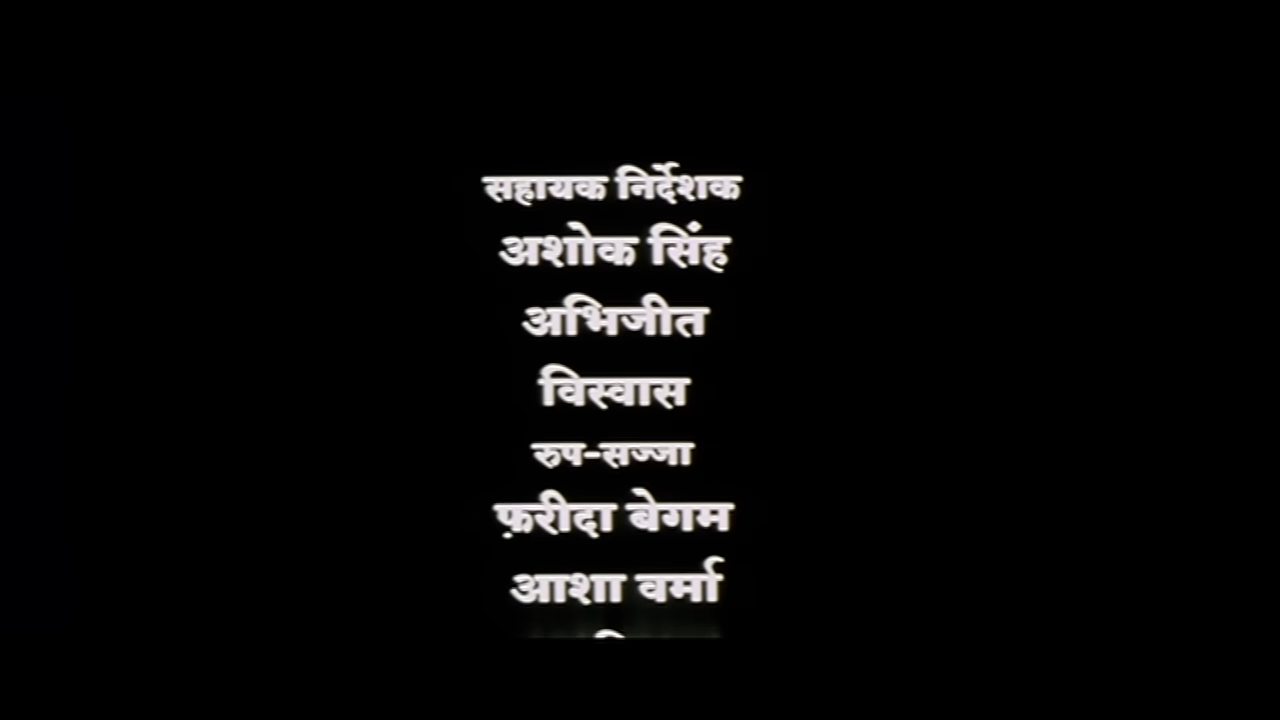 सहायक निर्देशक
अशोक सिंह
अभिजीत
विस्वास
रुप-सज्जा
फ़रीदा बेगम
आशा वर्मा